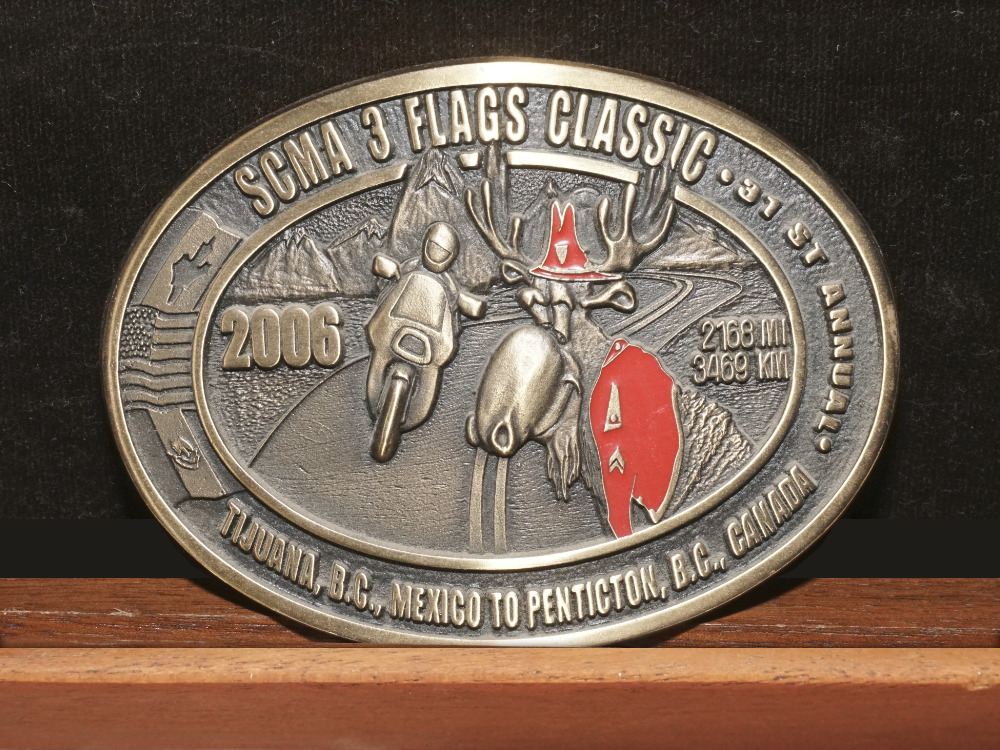 SCMA 3 FLAGS CLASSIC • 31 ST ANNUAL •
2006
2168 MI
3469 KM
TIJUANA, B.C., MEXICO TO PENTICTON, B.C., CANADA